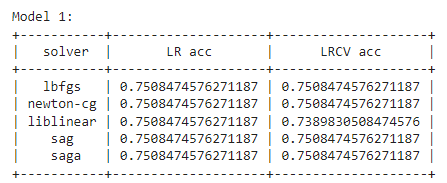 Model 1:
+-----------+--------------------+--------------------+
|   solver  |       LR acc       |      LRCV acc      |
+-----------+--------------------+--------------------+
|   lbfgs   | 0.7508474576271187 | 0.7508474576271187 |
| newton-cg | 0.7508474576271187 | 0.7508474576271187 |
| liblinear | 0.7508474576271187 | 0.7389830508474576 |
|    sag    | 0.7508474576271187 | 0.7508474576271187 |
|    saga   | 0.7508474576271187 | 0.7508474576271187 |
+-----------+--------------------+--------------------+